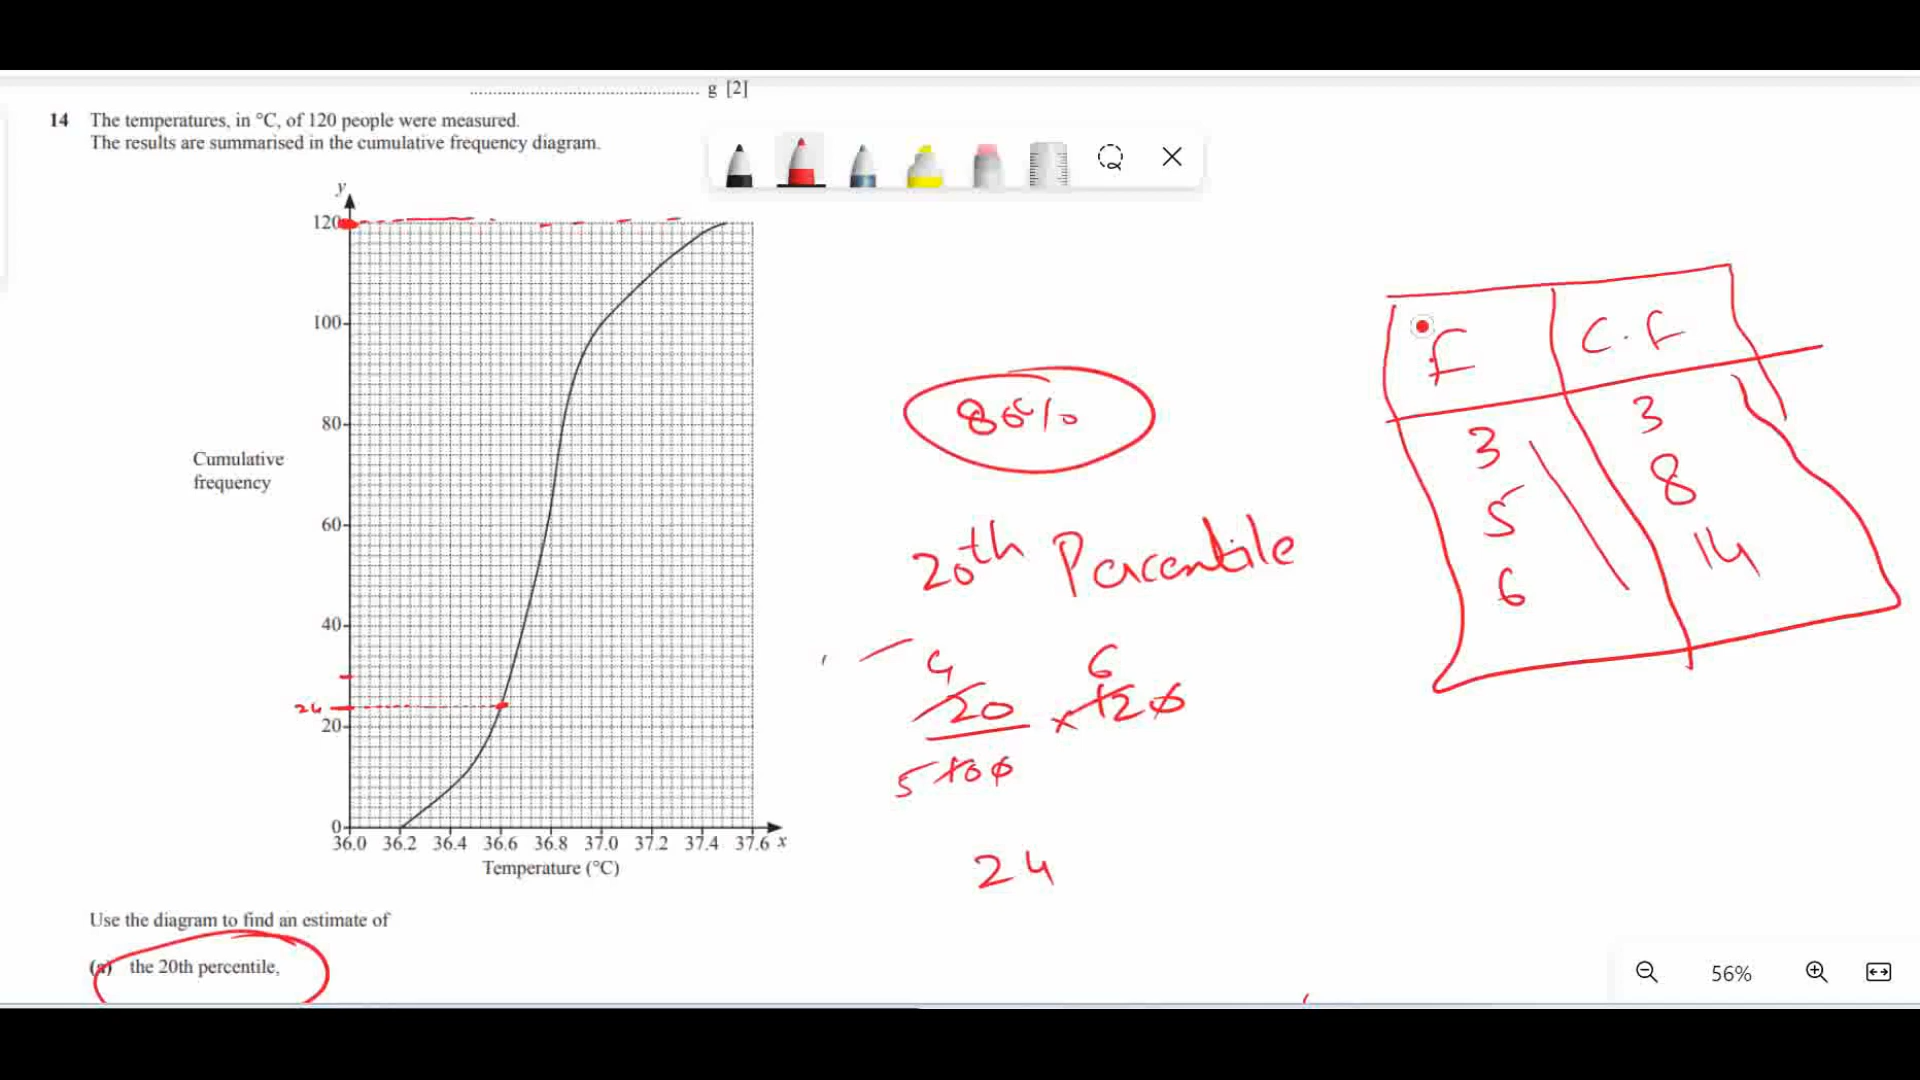 g [2]
14 The temperatures, in °C, of 120 people were measured.
The results are summarised in the cumulative frequency diagram.
y
120
100
80
Cumulative
frequency
60
40
24
20
0
36.0 36.2 36.4 36.6 36.8 37.0 37.2 37.4 37.6 x
Temperature (°C)
Use the diagram to find an estimate of
(a) the 20th percentile,
80%
20th Percentile
4 6
20 × 120
5 100
24
f C.f
3 3
5 8
6 14
56%